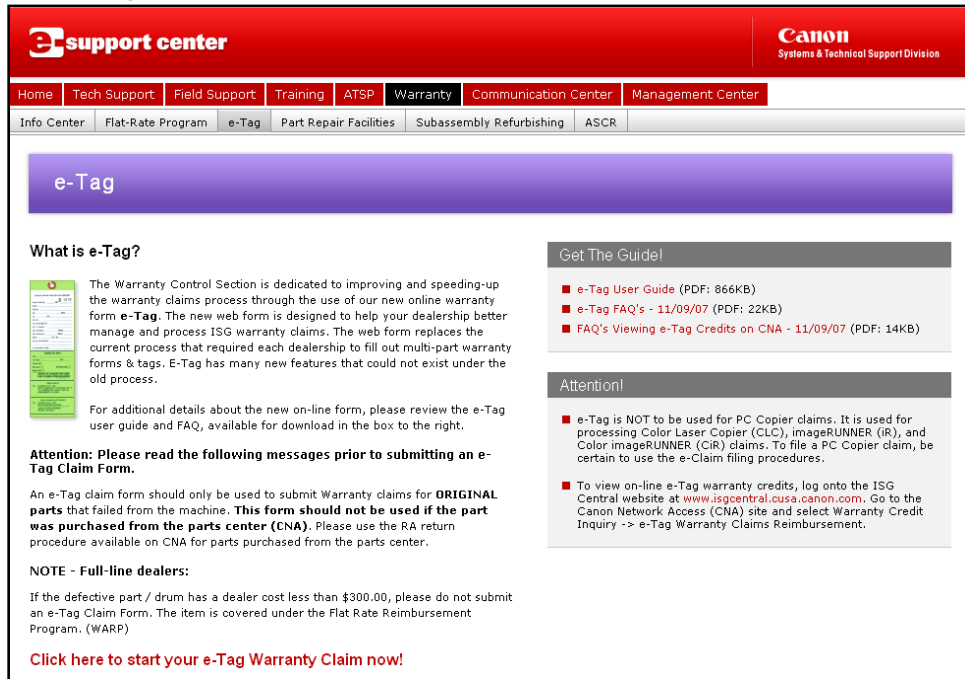 e-support center
Canon
Systems & Technical Support Division
Home Tech Support Field Support Training ATSP Warranty Communication Center Management Center
Info Center Flat-Rate Program e-Tag Part Repair Facilities Subassembly Refurbishing ASCR
e-Tag
What is e-Tag?
The Warranty Control Section is dedicated to improving and speeding-up
the warranty claims process through the use of our new online warranty
form e-Tag. The new web form is designed to help your dealership better
manage and process ISG warranty claims. The web form replaces the
current process that required each dealership to fill out multi-part warranty
forms & tags. E-Tag has many new features that could not exist under the
old process.
For additional details about the new on-line form, please review the e-Tag
user guide and FAQ, available for download in the box to the right.
Attention: Please read the following messages prior to submitting an e-
Tag Claim Form.
An e-Tag claim form should only be used to submit Warranty claims for ORIGINAL
parts that failed from the machine. This form should not be used if the part
was purchased from the parts center (CNA). Please use the RA return
procedure available on CNA for parts purchased from the parts center.
NOTE - Full-line dealers:
If the defective part / drum has a dealer cost less than $300.00, please do not submit
an e-Tag Claim Form. The item is covered under the Flat Rate Reimbursement
Program. (WARP)
Click here to start your e-Tag Warranty Claim now!
Get The Guide!
e-Tag User Guide (PDF: 866KB)
e-Tag FAQ's - 11/09/07 (PDF: 22KB)
FAQ's Viewing e-Tag Credits on CNA - 11/09/07 (PDF: 14KB)
Attention!
e-Tag is NOT to be used for PC Copier claims. It is used for
processing Color Laser Copier (CLC), imageRUNNER (iR), and
Color imageRUNNER (CiR) claims. To file a PC Copier claim, be
certain to use the e-Claim filing procedures.
To view on-line e-Tag warranty credits, log onto the ISG
Central website at www.isgcentral.cusa.canon.com. Go to the
Canon Network Access (CNA) site and select Warranty Credit
Inquiry -> e-Tag Warranty Claims Reimbursement.